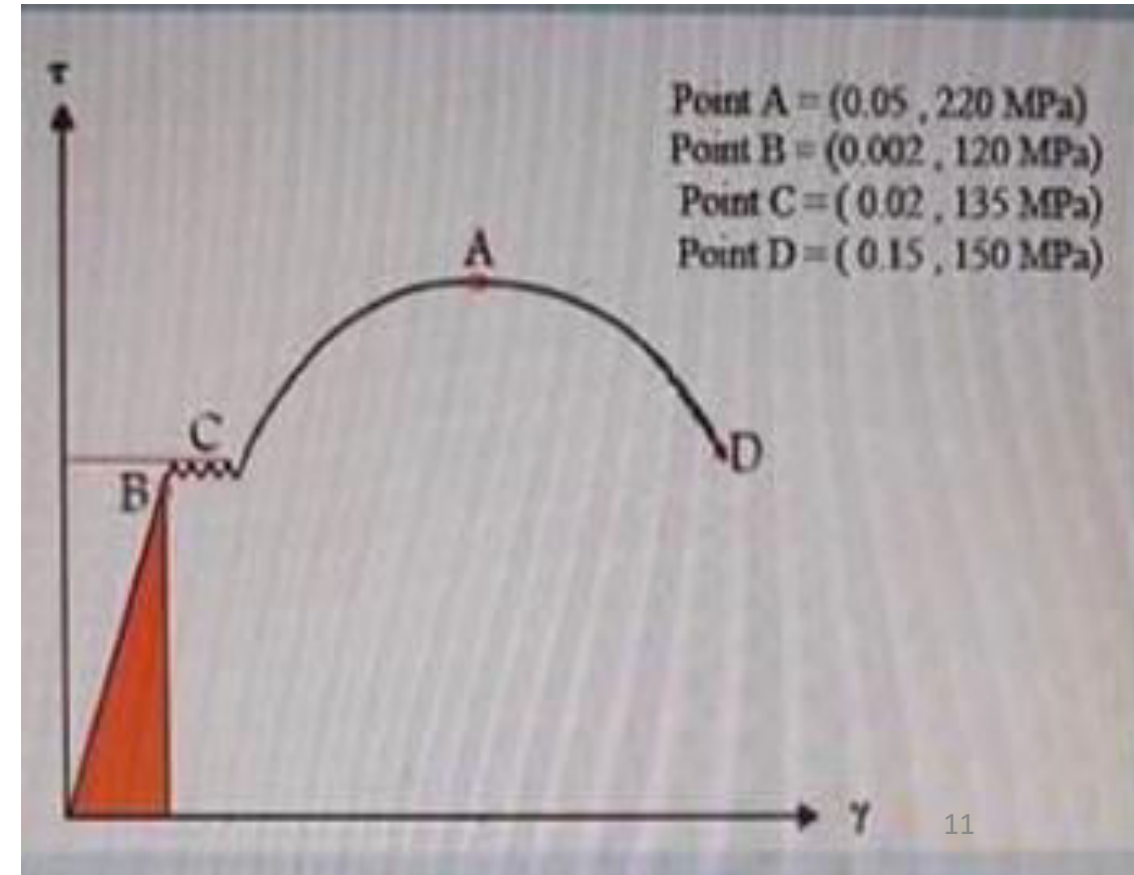 τ
Point A = (0.05 , 220 MPa)
Point B = (0.002 , 120 MPa)
Point C = ( 0.02 , 135 MPa)
Point D = ( 0.15 , 150 MPa)
A
C
B
D
γ
11